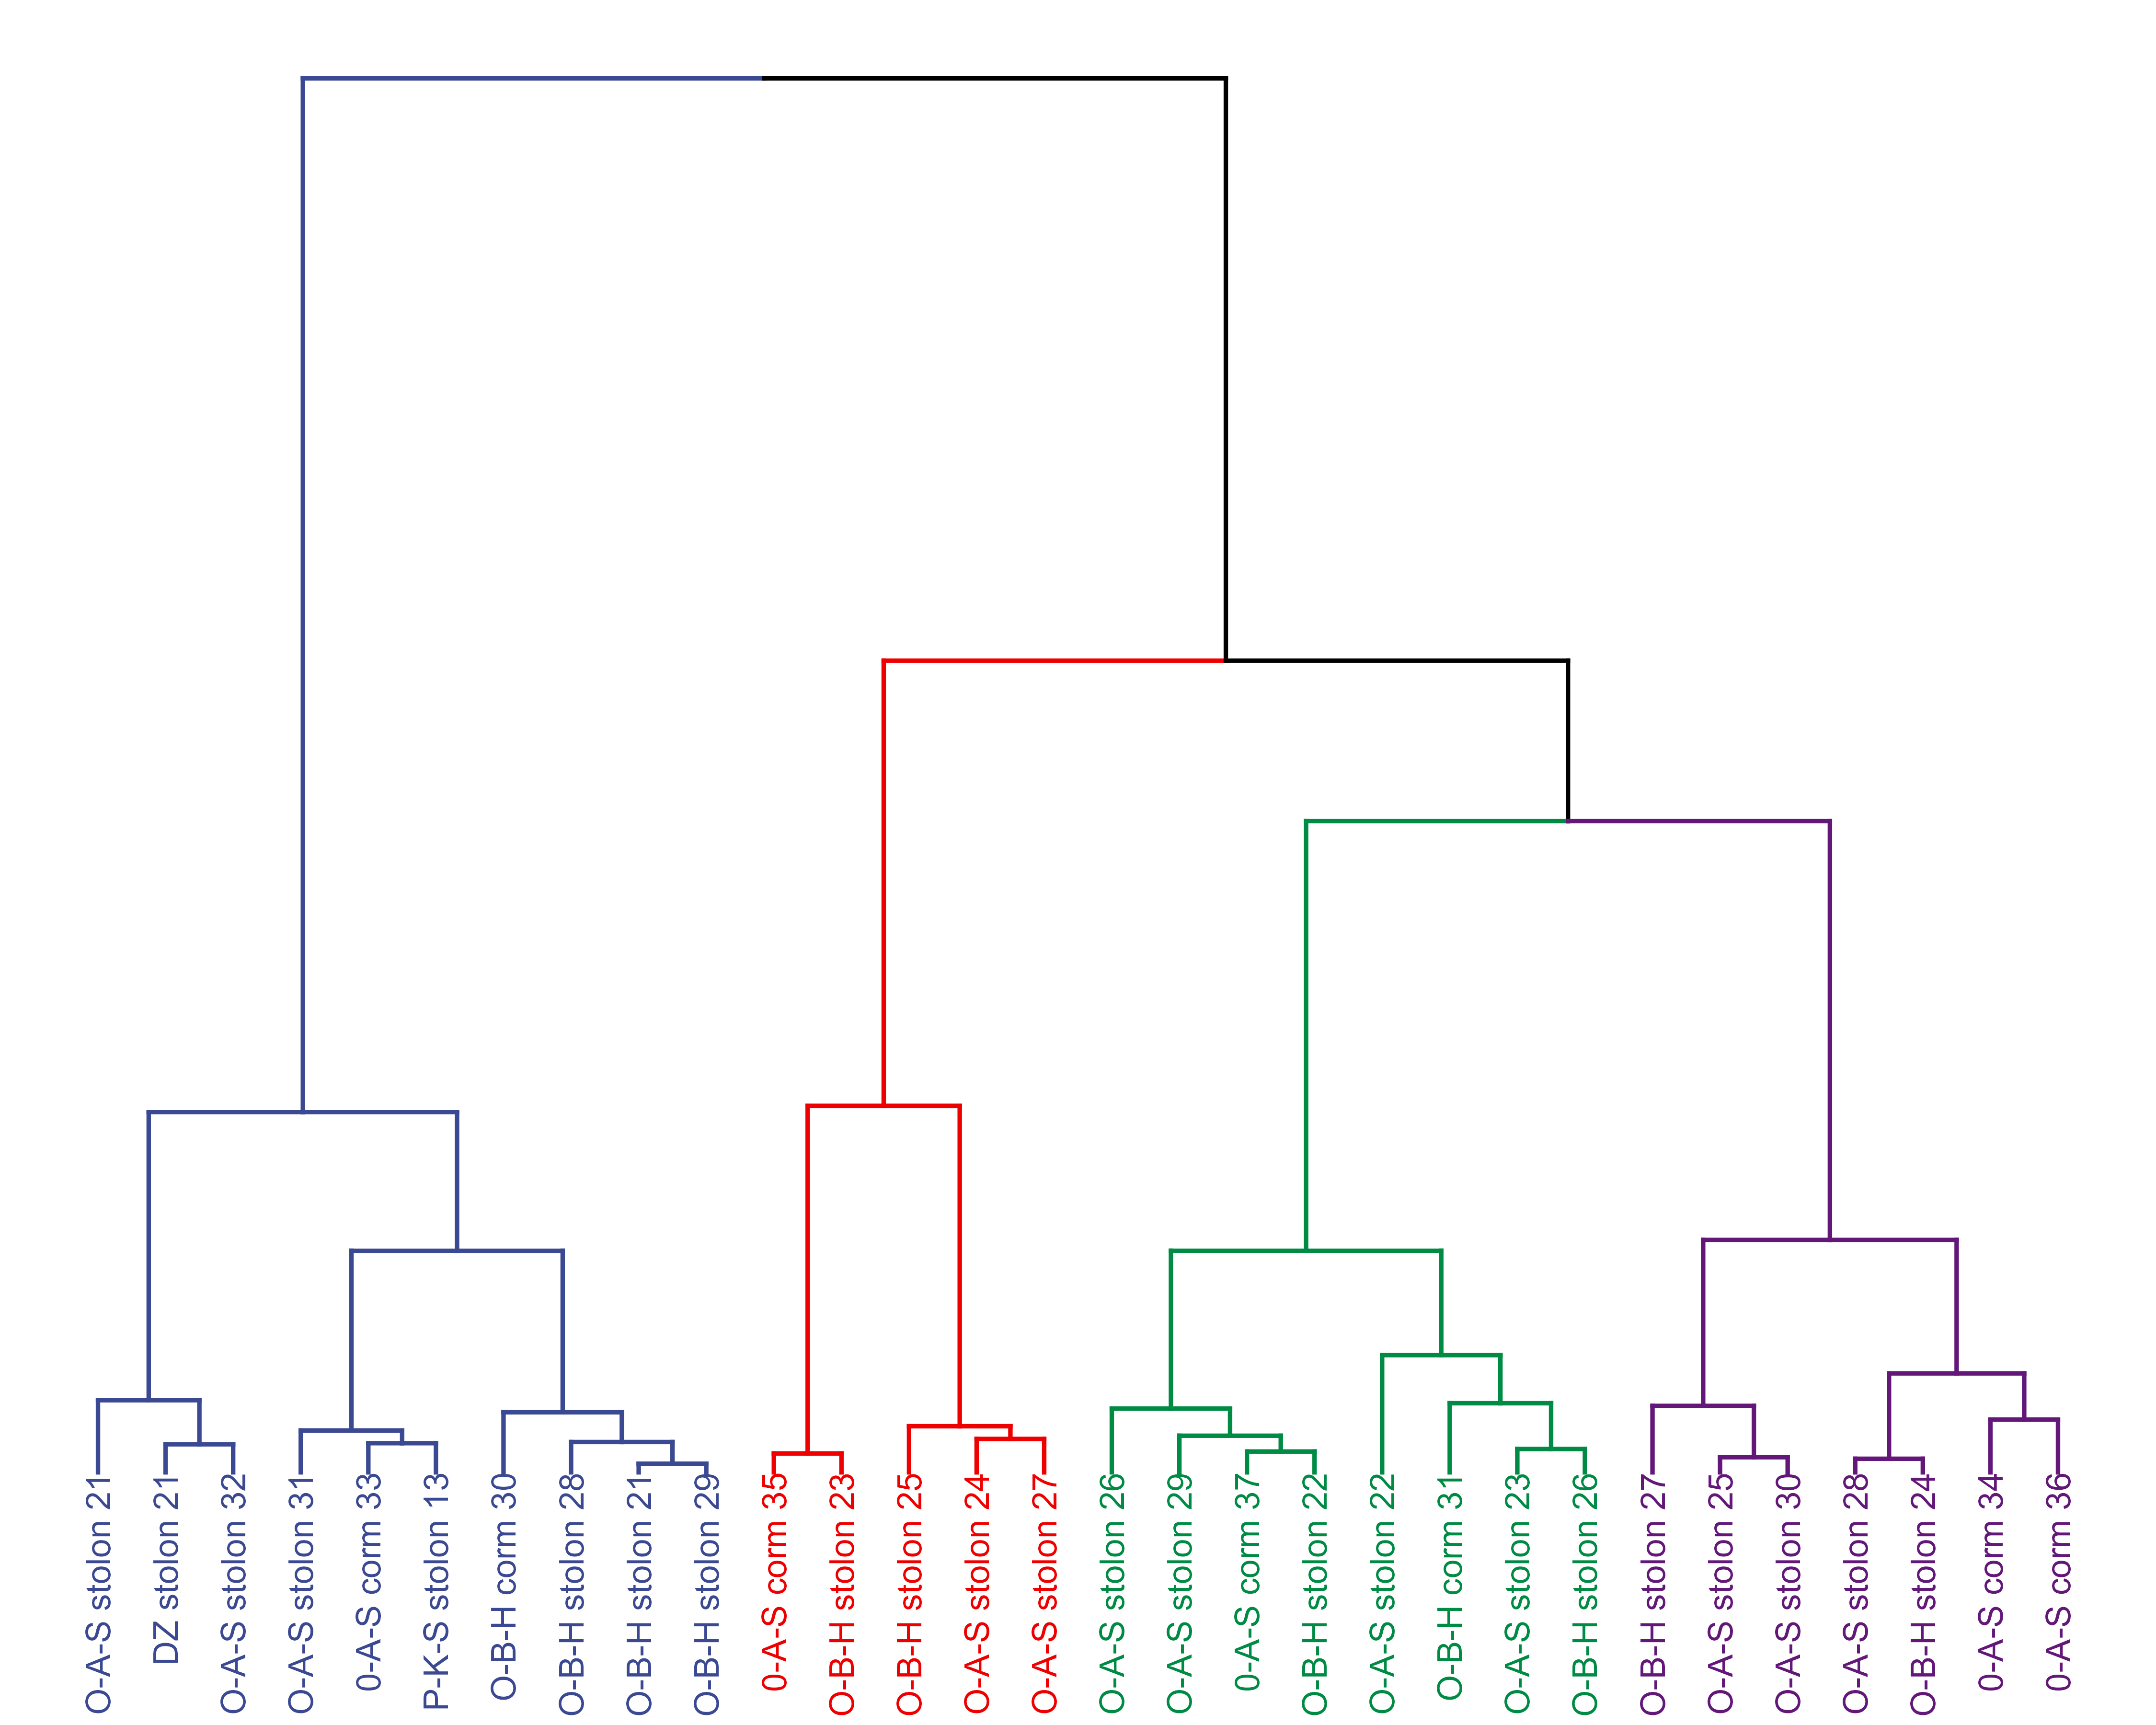 O-A-S stolon 21
DZ stolon 21
O-A-S stolon 32
O-A-S stolon 31
0-A-S corm 33
P-K-S stolon 13
O-B-H corm 30
O-B-H stolon 28
O-B-H stolon 21
O-B-H stolon 29
0-A-S corm 35
O-B-H stolon 23
O-B-H stolon 25
O-A-S stolon 24
O-A-S stolon 27
O-A-S stolon 26
O-A-S stolon 29
0-A-S corm 37
O-B-H stolon 22
O-A-S stolon 22
O-B-H corm 31
O-A-S stolon 23
O-B-H stolon 26
O-B-H stolon 27
O-A-S stolon 25
O-A-S stolon 30
O-A-S stolon 28
O-B-H stolon 24
0-A-S corm 34
0-A-S corm 36